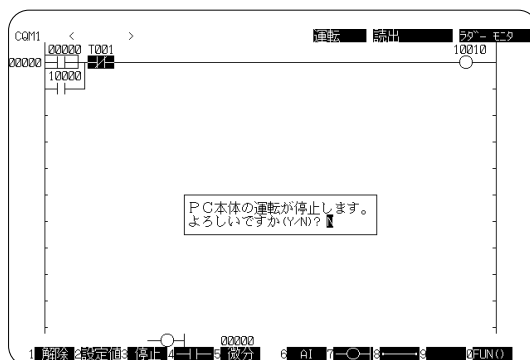 CQM1 < > 運転 読出 ラダー モニタ
00000 T001 10010
00000
10000
PC本体の運転が停止します。
よろしいですか(Y/N)? N
00000
1 解除 2設定値3 停止 4 5 微分 6 AI 7 8 9 0FUN()